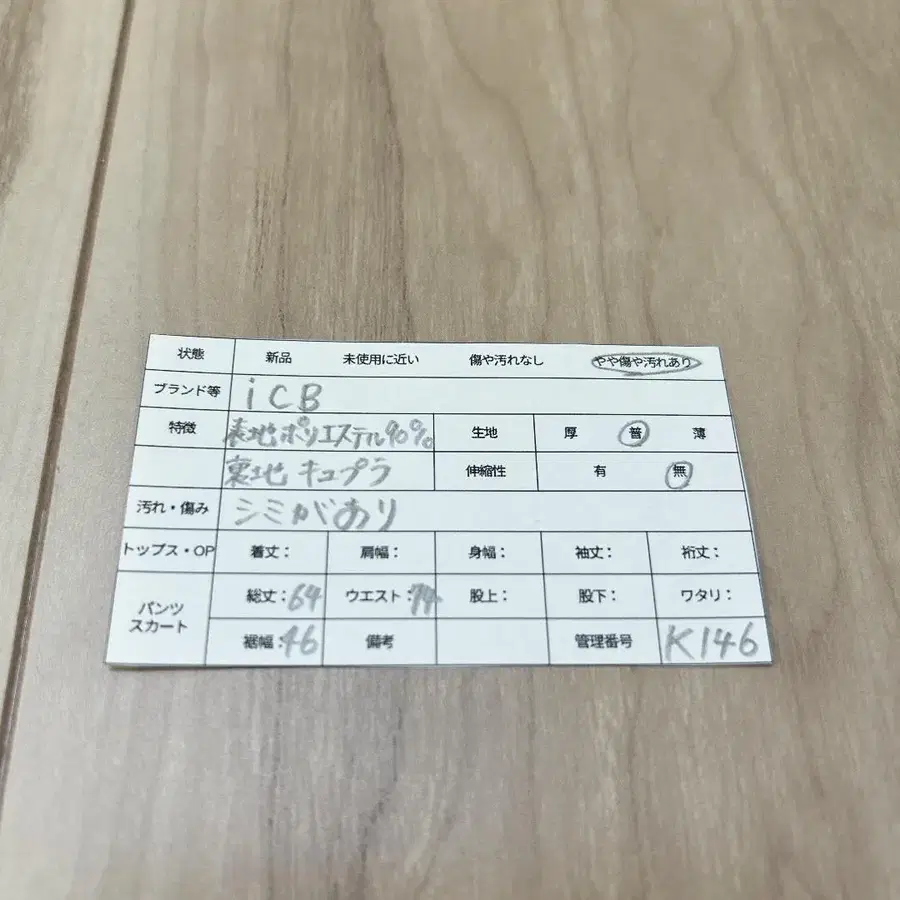 状態 新品 未使用に近い 傷や汚れなし やや傷や汚れあり
ブランド等 iCB
特徴 表地ポリエステル90% 生地 厚 普 薄
裏地 キュプラ 伸縮性 有 無
汚れ・傷み シミがあり
トップス・OP 着丈: 肩幅: 身幅: 袖丈: 裄丈:
パンツ スカート 総丈:64 ウエスト:74 股上: 股下: ワタリ:
裾幅:46 備考 管理番号 K146